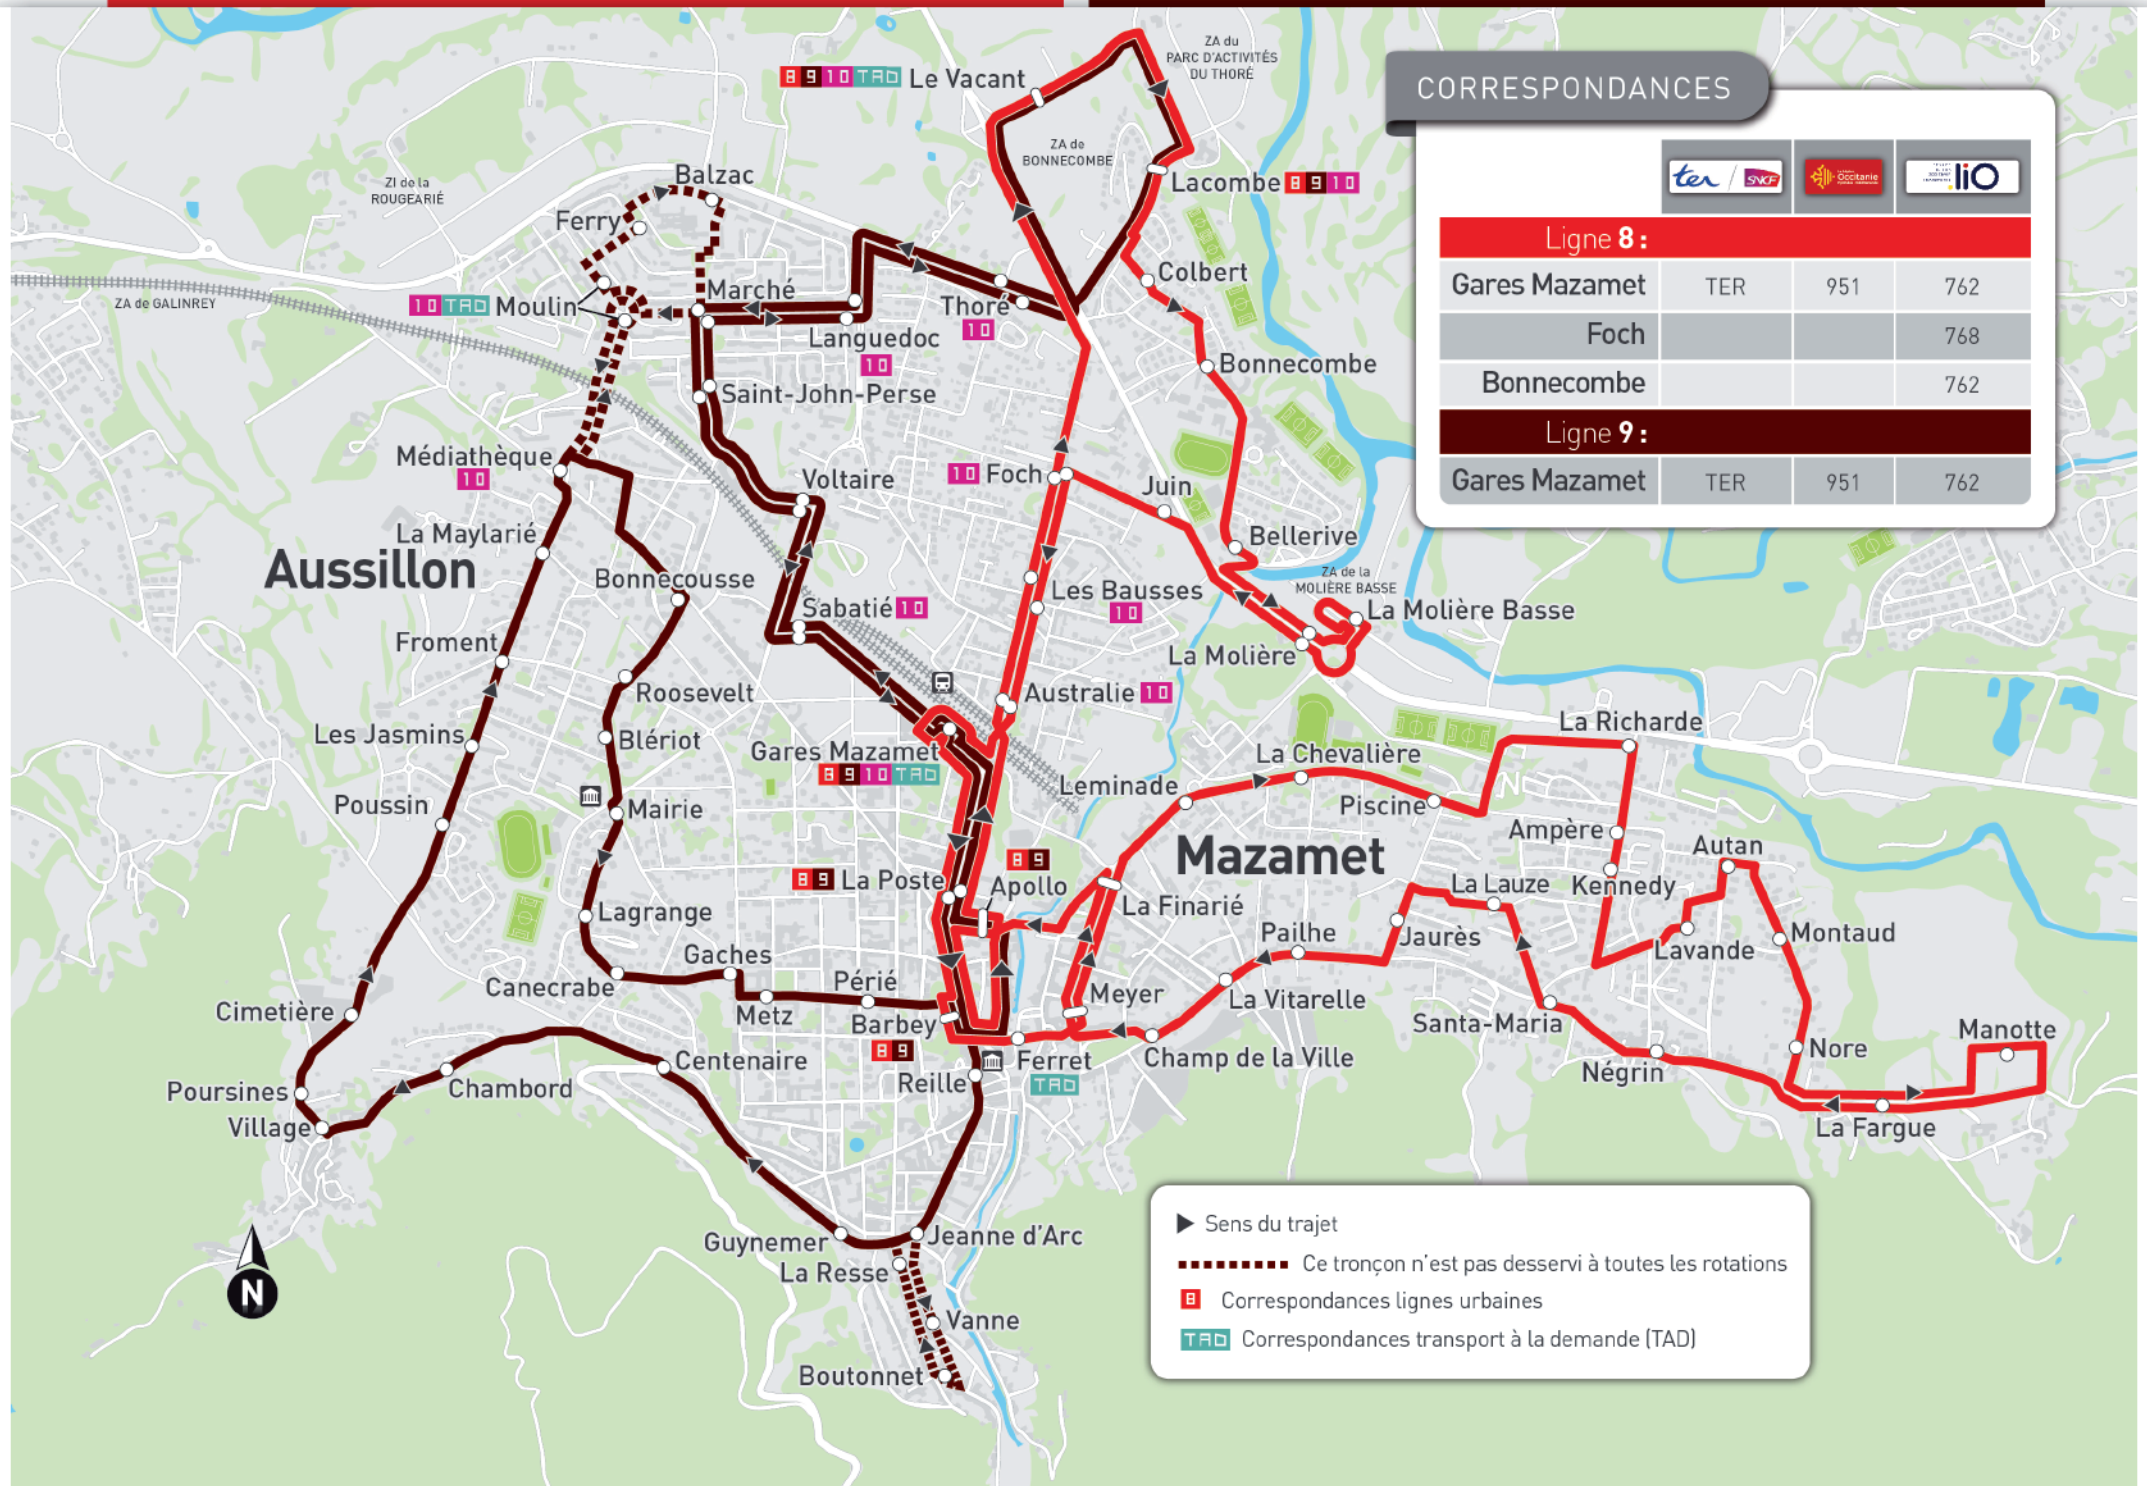 ZA du
PARC D'ACTIVITÉS
DU THORÉ
8 9 10 TAD Le Vacant
CORRESPONDANCES
ter / SNCF
Occitanie
liO
Ligne 8 :
Gares Mazamet TER 951 762
Foch 768
Bonnecombe 762
Ligne 9 :
Gares Mazamet TER 951 762
ZA de
BONNECOMBE
Balzac
ZI de la
ROUGEARIÉ
Lacombe 8 9 10
Ferry
Colbert
ZA de GALINREY
10 TAD Moulin
Marché
Thoré
10
Languedoc
10
Bonnecombe
Saint-John-Perse
Médiathèque
10
Voltaire
10 Foch
Juin
La Maylarié
Aussillon
Bonnecousse
Bellerive
ZA de la
MOLIÈRE BASSE
Les Bausses
10
Sabatié 10
La Molière Basse
Froment
La Molière
Roosevelt
Australie 10
Les Jasmins
Blériot
Gares Mazamet
8 9 10 TAD
La Richarde
La Chevalière
Leminade
Poussin
Mairie
Piscine
Ampère
Mazamet
Autan
8 9
Apollo
8 9 La Poste
La Lauze
Kennedy
La Finarié
Lagrange
Jaurès
Pailhe
Montaud
Lavande
Gaches
Périé
Canecrabe
Metz
Meyer
La Vitarelle
Cimetière
Barbey
8 9
Santa-Maria
Manotte
Centenaire
Ferret
TAD
Champ de la Ville
Nore
Négrin
Chambord
Reille
Poursines
Village
La Fargue
Guynemer
Jeanne d'Arc
La Resse
Vanne
Boutonnet
N
Sens du trajet
Ce tronçon n'est pas desservi à toutes les rotations
8 Correspondances lignes urbaines
TAD Correspondances transport à la demande (TAD)